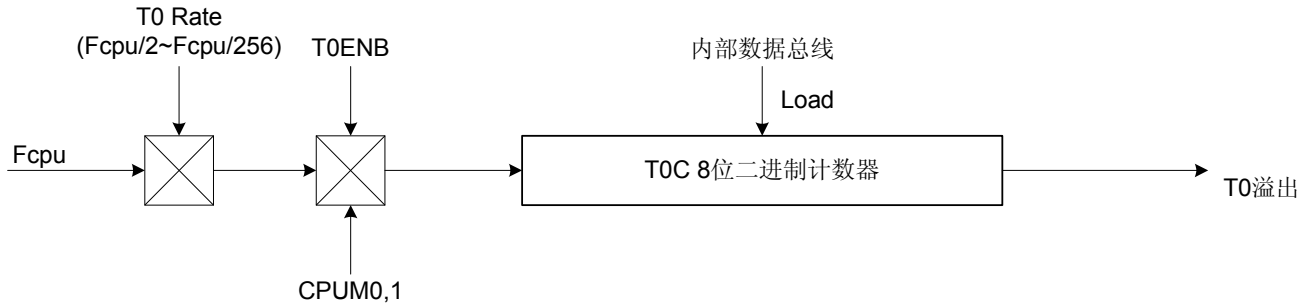 T0 Rate
(Fcpu/2~Fcpu/256)
T0ENB
内部数据总线
Load
Fcpu
T0C 8位二进制计数器
T0溢出
CPUM0,1